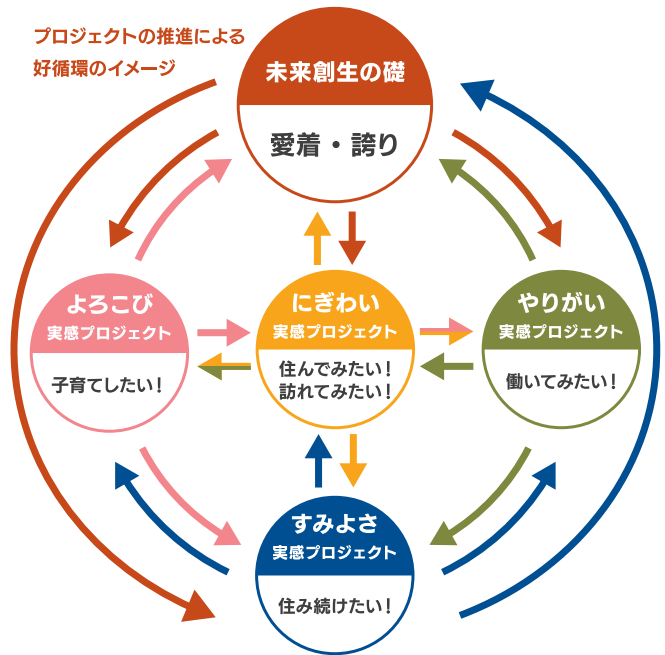 プロジェクトの推進による
好循環のイメージ
未来創生の礎
愛着・誇り
よろこび
実感プロジェクト
子育てしたい！
にぎわい
実感プロジェクト
住んでみたい！
訪れてみたい！
やりがい
実感プロジェクト
働いてみたい！
すみよさ
実感プロジェクト
住み続けたい！